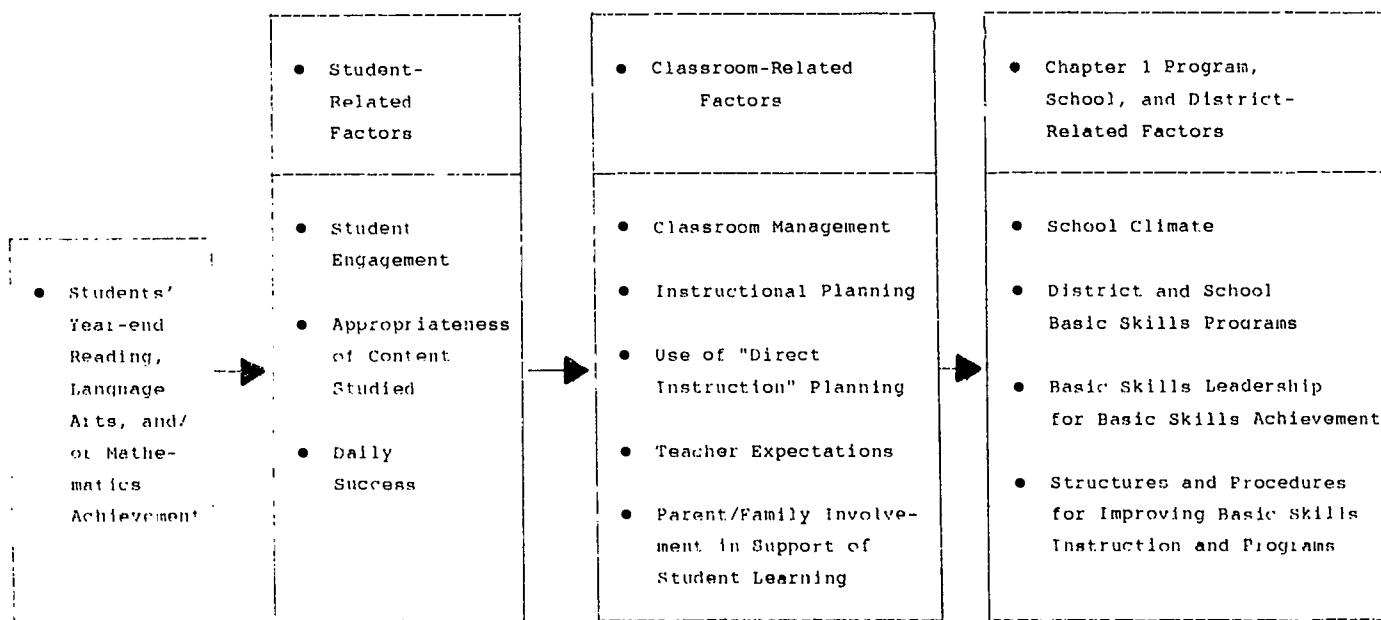 ● Student-
Related
Factors
● Classroom-Related
Factors
● Chapter 1 Program,
School, and District-
Related Factors
● Students'
Year-end
Reading,
Language
Arts, and/
or Mathe-
matics
Achievement
● Student
Engagement
● Appropriateness
of Content
Studied
● Daily
Success
● Classroom Management
● Instructional Planning
● Use of "Direct
Instruction" Planning
● Teacher Expectations
● Parent/Family Involve-
ment in Support of
Student Learning
● School Climate
● District and School
Basic Skills Programs
● Basic Skills Leadership
for Basic Skills Achievement
● Structures and Procedures
for Improving Basic Skills
Instruction and Programs